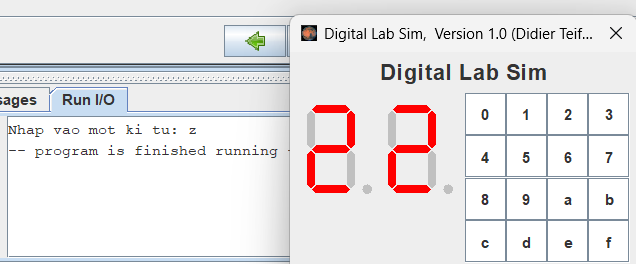 Digital Lab Sim, Version 1.0 (Didier Teif...
Digital Lab Sim
sages Run I/O
Nhap vao mot ki tu: z
-- program is finished running -
22
0 1 2 3
4 5 6 7
8 9 a b
c d e f